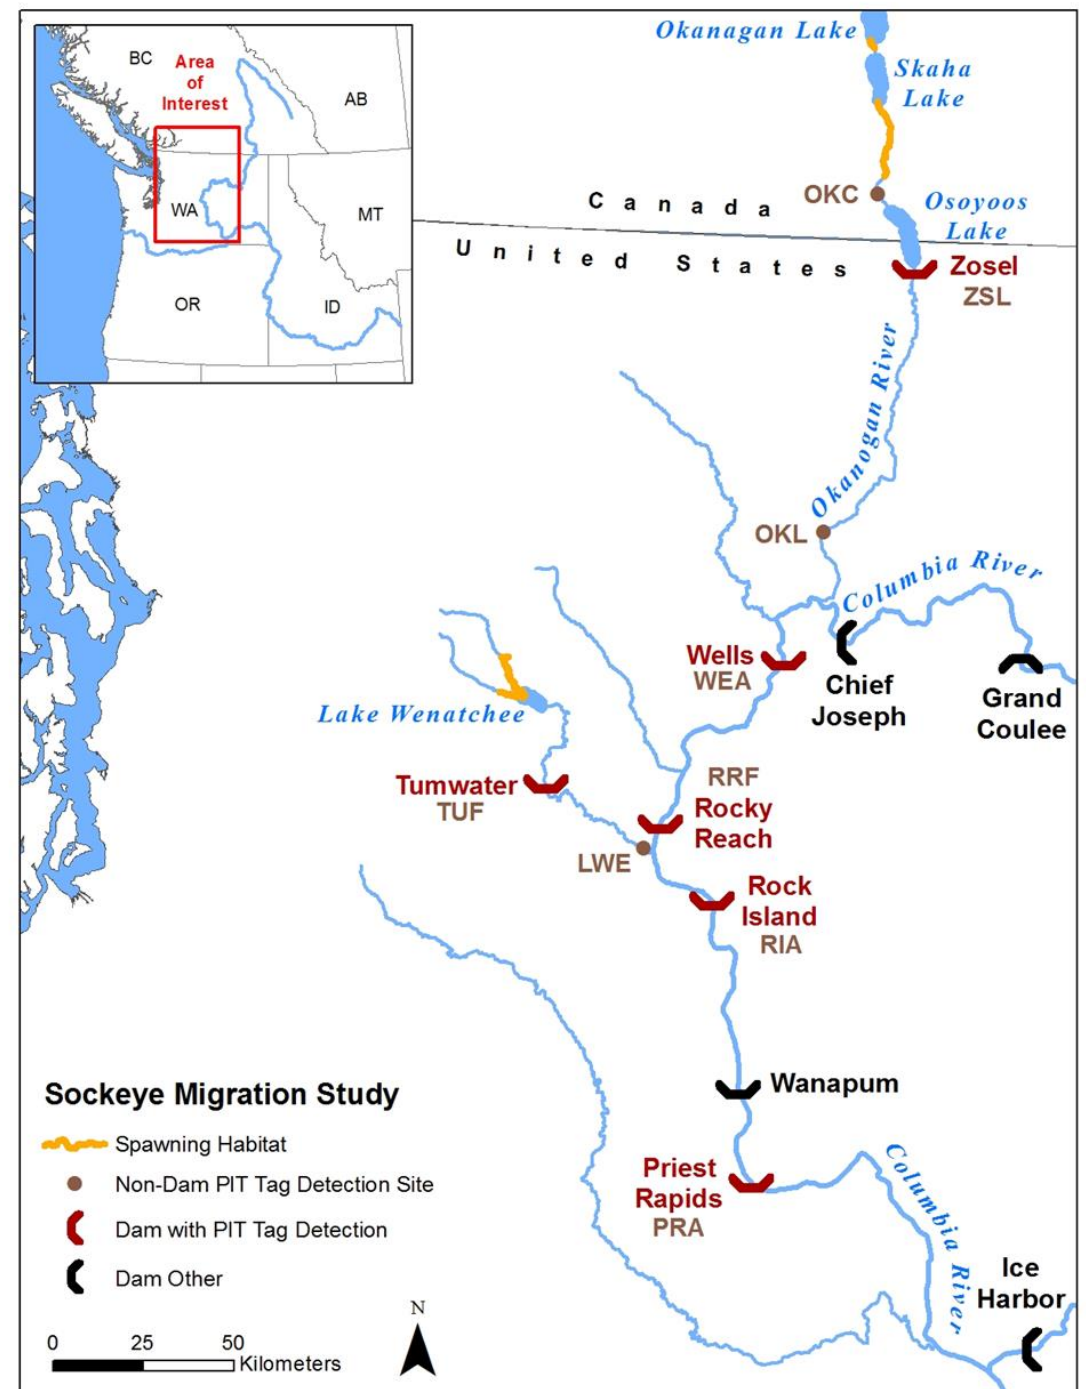 BC
Area
of
Interest
AB
WA
MT
OR
ID
Okanagan Lake
Skaha
Lake
OKC
Osoyoos
Lake
Canada
United States
Zosel
ZSL
Okanogan River
OKL
Columbia River
Wells
WEA
Chief
Joseph
Grand
Coulee
Lake Wenatchee
Tumwater
TUF
RRF
Rocky
Reach
LWE
Rock
Island
RIA
Wanapum
Priest
Rapids
PRA
Columbia River
Ice
Harbor
Sockeye Migration Study
Spawning Habitat
Non-Dam PIT Tag Detection Site
Dam with PIT Tag Detection
Dam Other
N
0 25 50
Kilometers